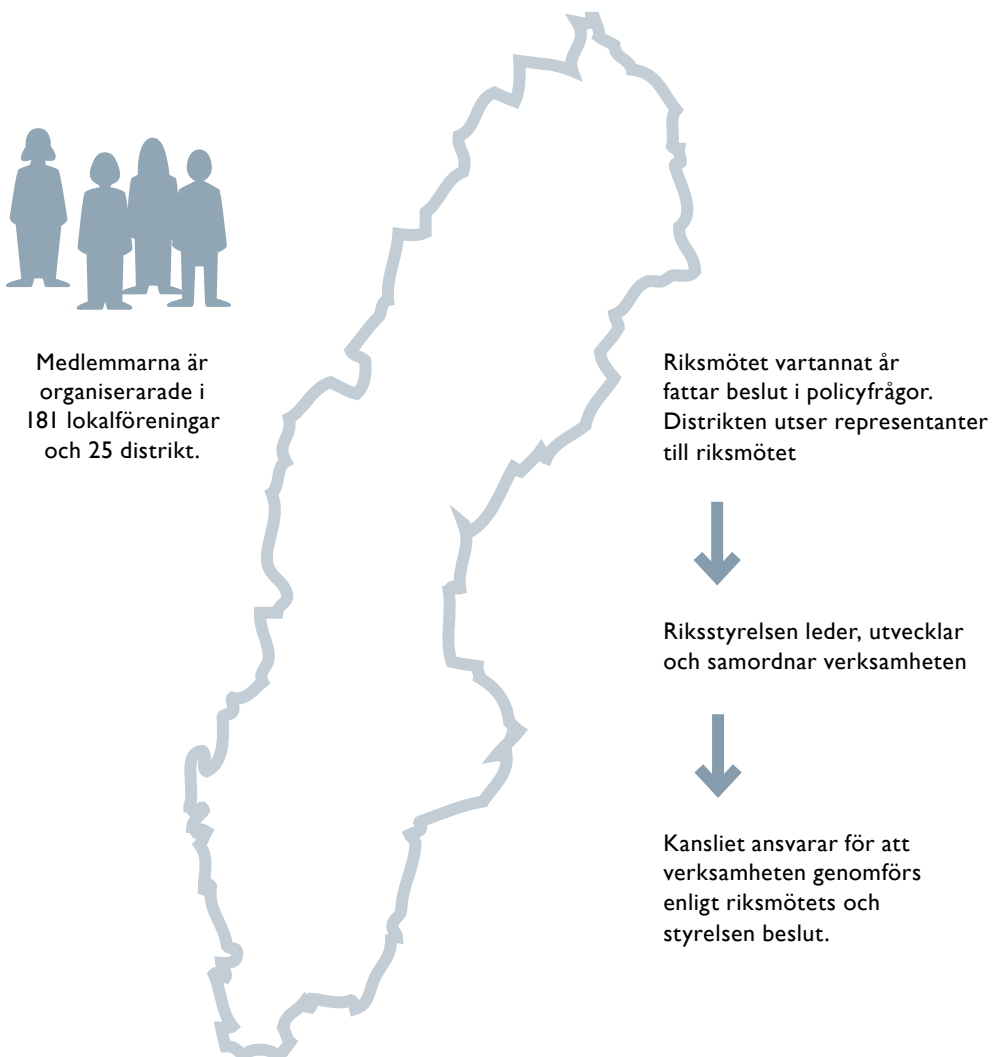 Medlemmarna är
organiserarade i
181 lokalföreningar
och 25 distrikt.
Riksmötet vartannat år
fattar beslut i policyfrågor.
Distrikten utser representanter
till riksmötet
Riksstyrelsen leder, utvecklar
och samordnar verksamheten
Kansliet ansvarar för att
verksamheten genomförs
enligt riksmötets och
styrelsen beslut.